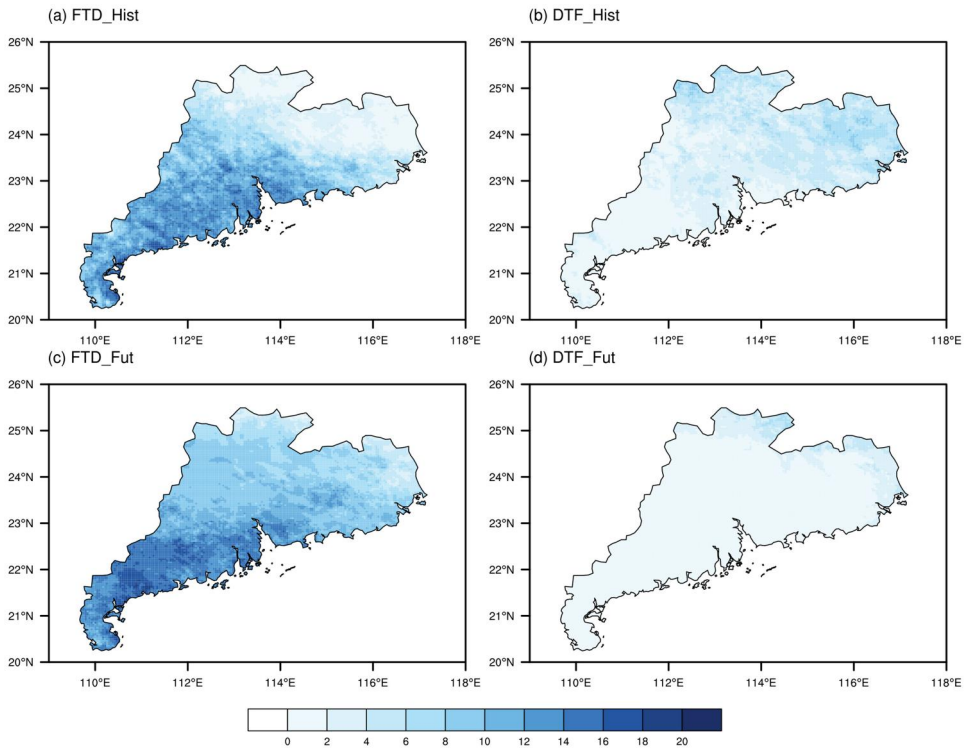 (a) FTD_Hist
(b) DTF_Hist
26°N
25°N
24°N
23°N
22°N
21°N
20°N
110°E 112°E 114°E 116°E 118°E
26°N
25°N
24°N
23°N
22°N
21°N
20°N
110°E 112°E 114°E 116°E 118°E
(c) FTD_Fut
(d) DTF_Fut
26°N
25°N
24°N
23°N
22°N
21°N
20°N
110°E 112°E 114°E 116°E 118°E
26°N
25°N
24°N
23°N
22°N
21°N
20°N
110°E 112°E 114°E 116°E 118°E
0 2 4 6 8 10 12 14 16 18 20